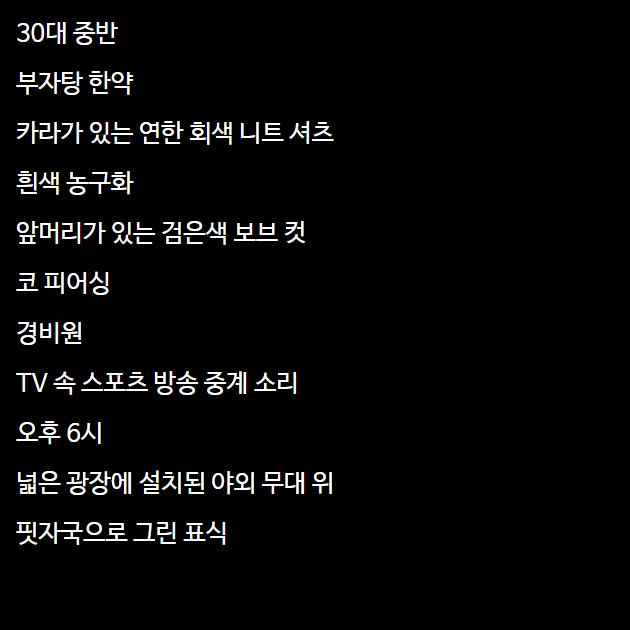 30대 중반
부자탕 한약
카라가 있는 연한 회색 니트 셔츠
흰색 농구화
앞머리가 있는 검은색 보브 컷
코 피어싱
경비원
TV 속 스포츠 방송 중계 소리
오후 6시
넓은 광장에 설치된 야외 무대 위
핏자국으로 그린 표식